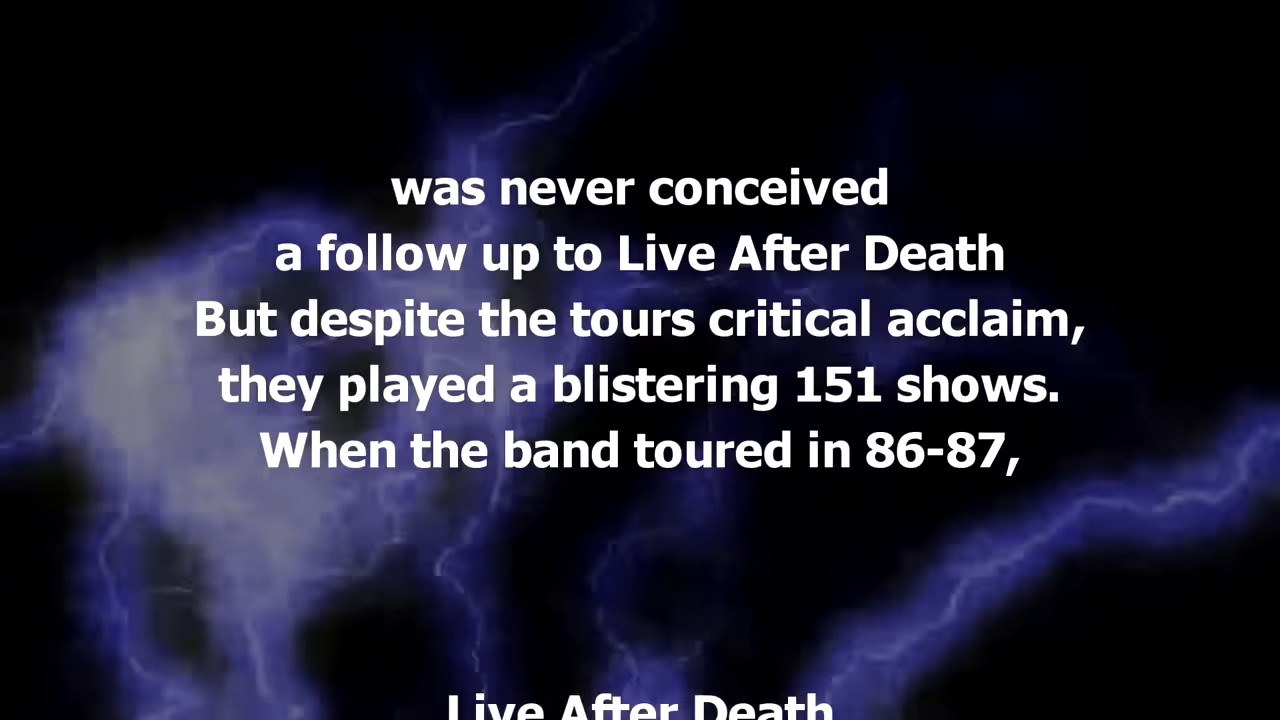 was never conceived
a follow up to Live After Death
But despite the tours critical acclaim,
they played a blistering 151 shows.
When the band toured in 86-87,
Live After Death